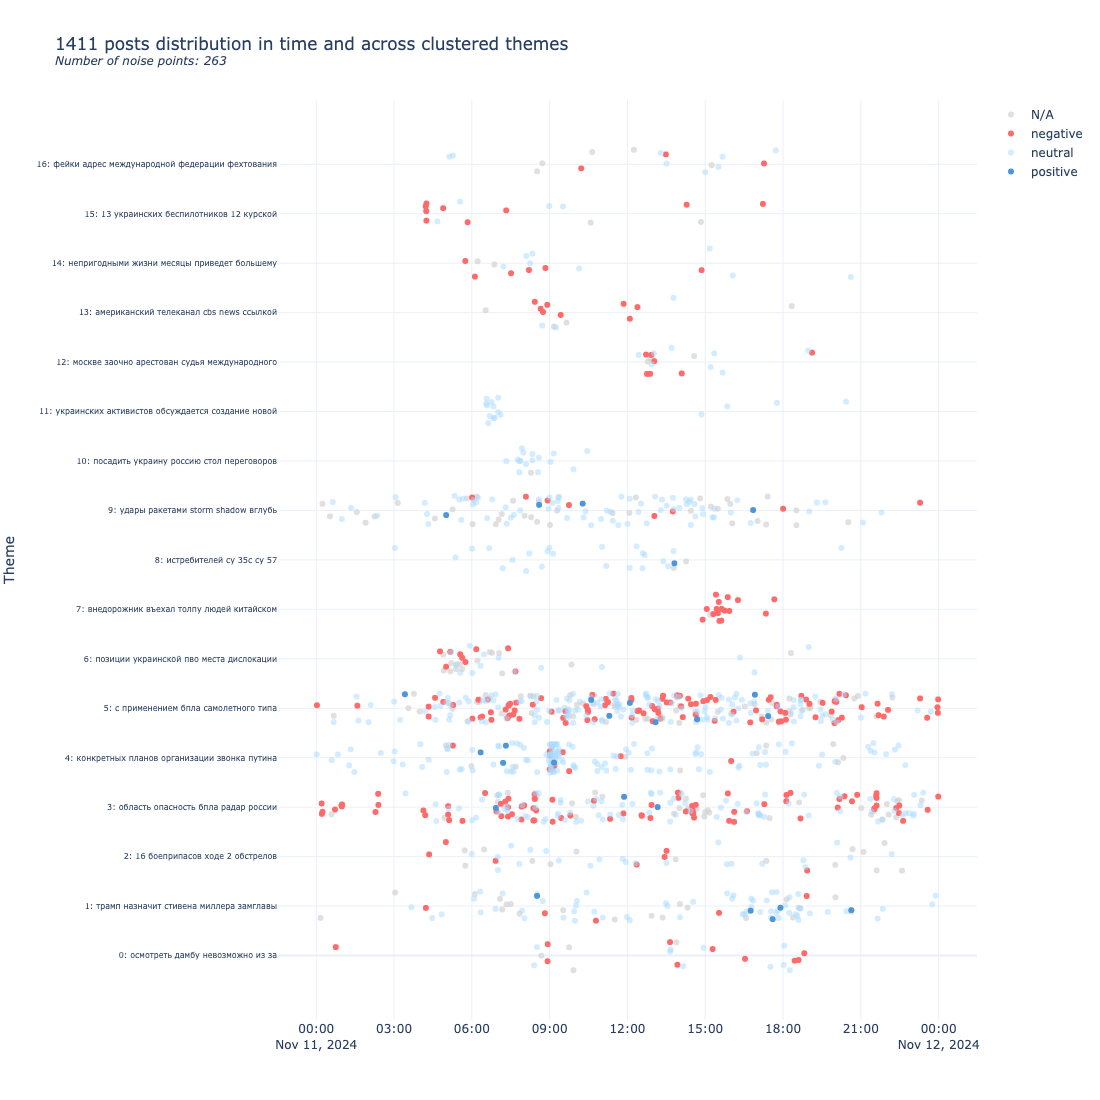 1411 posts distribution in time and across clustered themes
Number of noise points: 263
N/A
negative
neutral
positive
Theme
16: фейки адрес международной федерации фехтования
15: 13 украинских беспилотников 12 курской
14: непригодными жизни месяцы приведет большему
13: американский телеканал cbs news ссылкой
12: москве заочно арестован судья международного
11: украинских активистов обсуждается создание новой
10: посадить украину россию стол переговоров
9: удары ракетами storm shadow вглубь
8: истребителей су 35с су 57
7: внедорожник въехал толпу людей китайском
6: позиции украинской пво места дислокации
5: с применением бпла самолетного типа
4: конкретных планов организации звонка путина
3: область опасность бпла радар россии
2: 16 боеприпасов ходе 2 обстрелов
1: трамп назначит стивена миллера замглавы
0: осмотреть дамбу невозможно из за
00:00 03:00 06:00 09:00 12:00 15:00 18:00 21:00 00:00
Nov 11, 2024 Nov 12, 2024